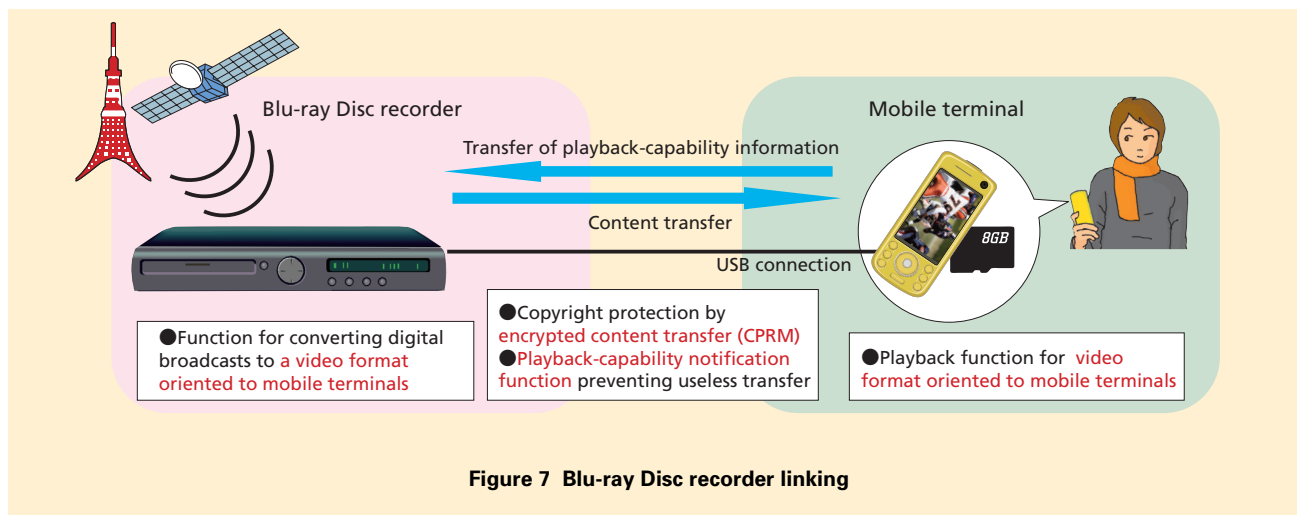 Blu-ray Disc recorder
Mobile terminal
Transfer of playback-capability information
Content transfer
8GB
USB connection
●Function for converting digital
broadcasts to a video format
oriented to mobile terminals
●Copyright protection by
encrypted content transfer (CPRM)
●Playback-capability notification
function preventing useless transfer
●Playback function for video
format oriented to mobile terminals
Figure 7 Blu-ray Disc recorder linking